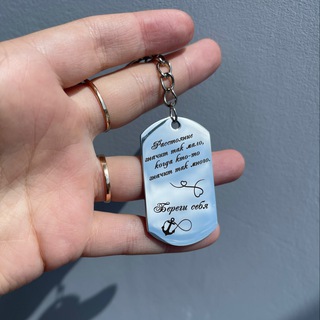 Расстояние
значит так мало,
когда кто-то
значит так много.
Береги себя